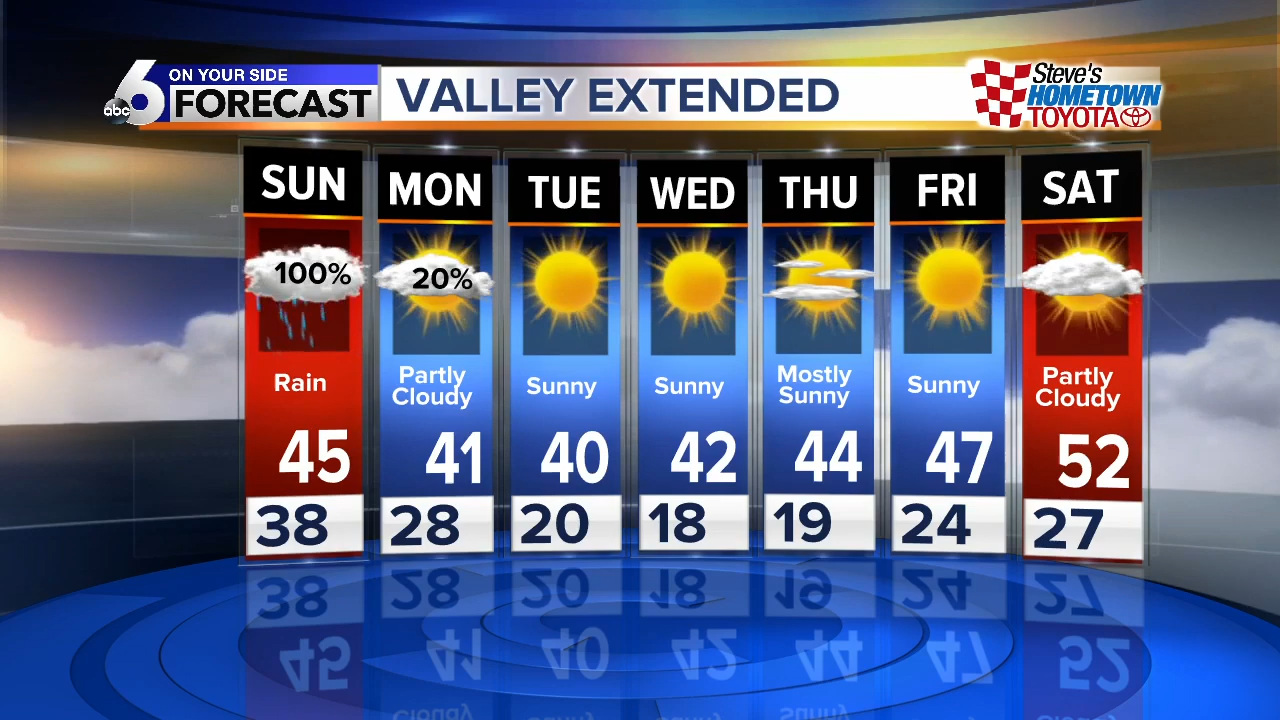 ON YOUR SIDE
abc 6 FORECAST
VALLEY EXTENDED
Steve's
HOMETOWN
TOYOTA
SUN MON TUE WED THU FRI SAT
100% 20%
Rain Partly Cloudy Sunny Sunny Mostly Sunny Sunny Partly Cloudy
45 41 40 42 44 47 52
38 28 20 18 19 24 27